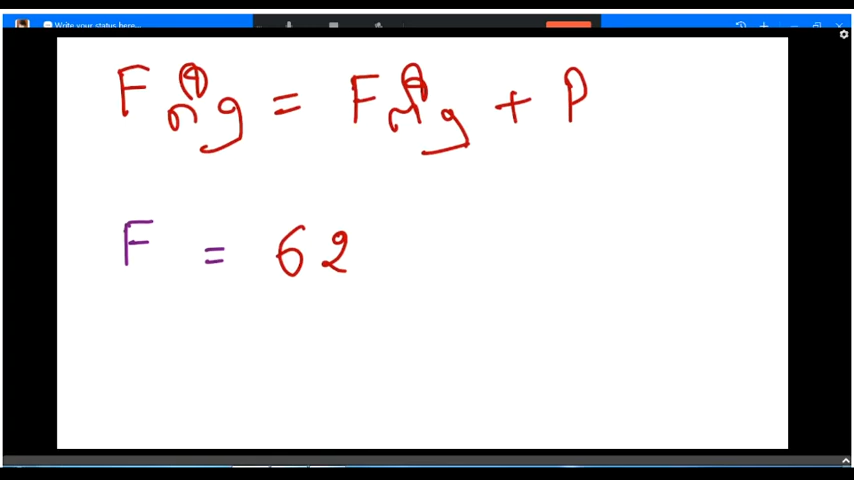 Write your status here...
F = F + P
F = 62